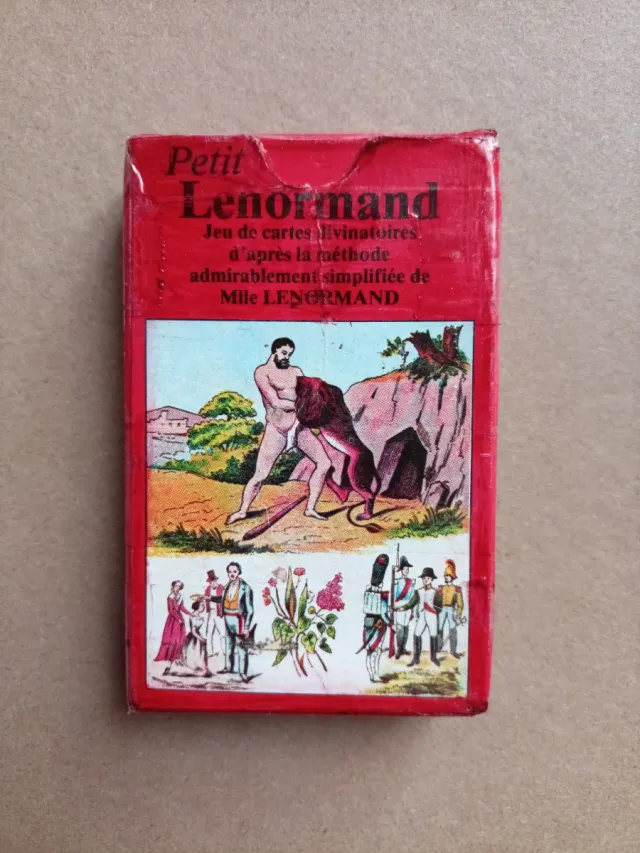 Petit
Lenormand
Jeu de cartes divinatoires
d'après la méthode
admirablement simplifiée de
Mlle LENORMAND